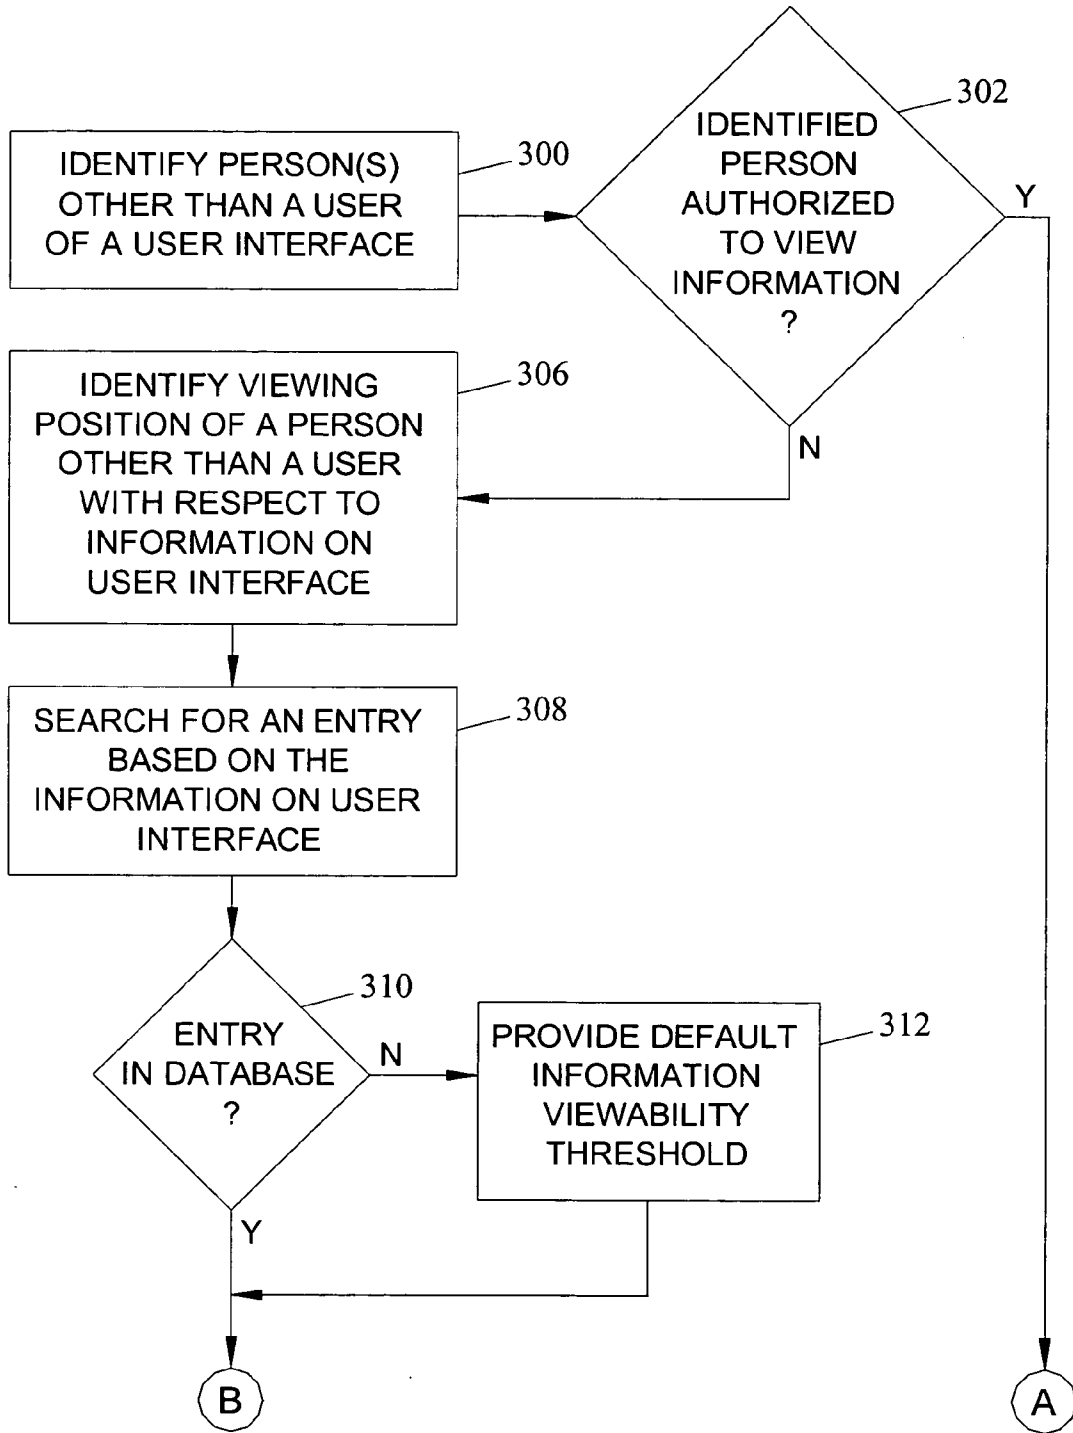 IDENTIFY PERSON(S)
OTHER THAN A USER
OF A USER INTERFACE
300
IDENTIFIED
PERSON
AUTHORIZED
TO VIEW
INFORMATION
?
302
Y
N
IDENTIFY VIEWING
POSITION OF A PERSON
OTHER THAN A USER
WITH RESPECT TO
INFORMATION ON
USER INTERFACE
306
SEARCH FOR AN ENTRY
BASED ON THE
INFORMATION ON USER
INTERFACE
308
ENTRY
IN DATABASE
?
310
N
Y
PROVIDE DEFAULT
INFORMATION
VIEWABILITY
THRESHOLD
312
B
A